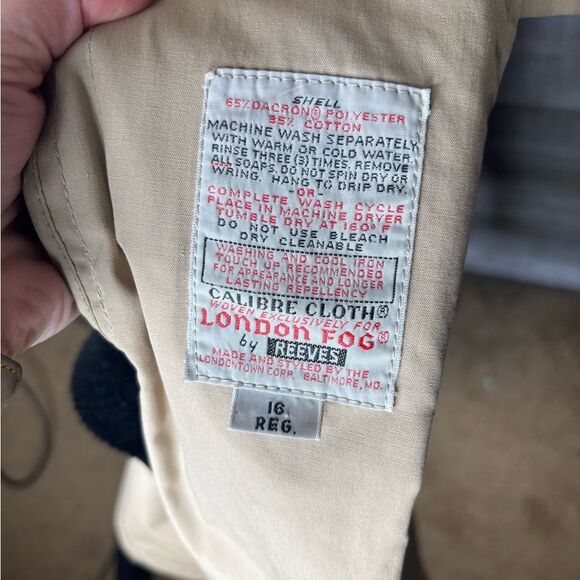 SHELL
65% DACRON® POLYESTER
35% COTTON
MACHINE WASH SEPARATELY
WITH WARM OR COLD WATER.
RINSE THREE (3) TIMES. REMOVE
ALL SOAPS. DO NOT SPIN DRY OR
WRING. HANG TO DRIP DRY.
-OR-
COMPLETE WASH CYCLE
PLACE IN MACHINE DRYER
TUMBLE DRY AT 160° F
DO NOT USE BLEACH
DRY CLEANABLE
WASHING AND COOL IRON
TOUCH UP RECOMMENDED
FOR APPEARANCE AND LONGER
LASTING REPELLENCY
CALIBRE CLOTH®
WOVEN EXCLUSIVELY FOR
LONDON FOG®
by REEVES
MADE AND STYLED BY THE
LONDONTOWN CORP. BALTIMORE, MD.
16
REG.